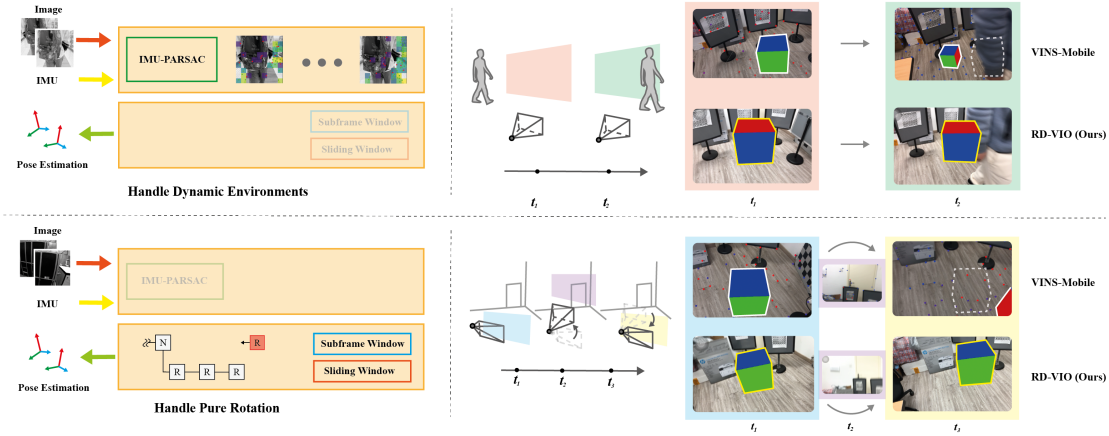 Image
IMU
Pose Estimation
IMU-PARSAC
Subframe Window
Sliding Window
Handle Dynamic Environments
t1
t2
t1
t2
VINS-Mobile
RD-VIO (Ours)
Image
IMU
Pose Estimation
IMU-PARSAC
N
R
R
R
R
Subframe Window
Sliding Window
Handle Pure Rotation
t1
t2
t3
t1
t2
t3
VINS-Mobile
RD-VIO (Ours)